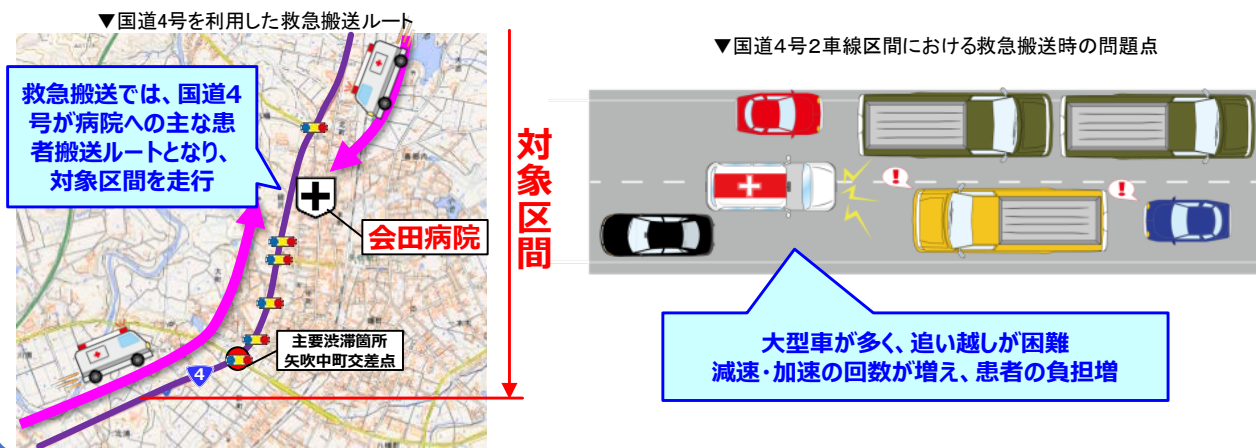 ▼国道4号を利用した救急搬送ルート
救急搬送では、国道4
号が病院への主な患
者搬送ルートとなり、
対象区間を走行
会田病院
主要渋滞箇所
矢吹中町交差点
4
対象区間
▼国道4号2車線区間における救急搬送時の問題点
!
!
大型車が多く、追い越しが困難
減速・加速の回数が増え、患者の負担増